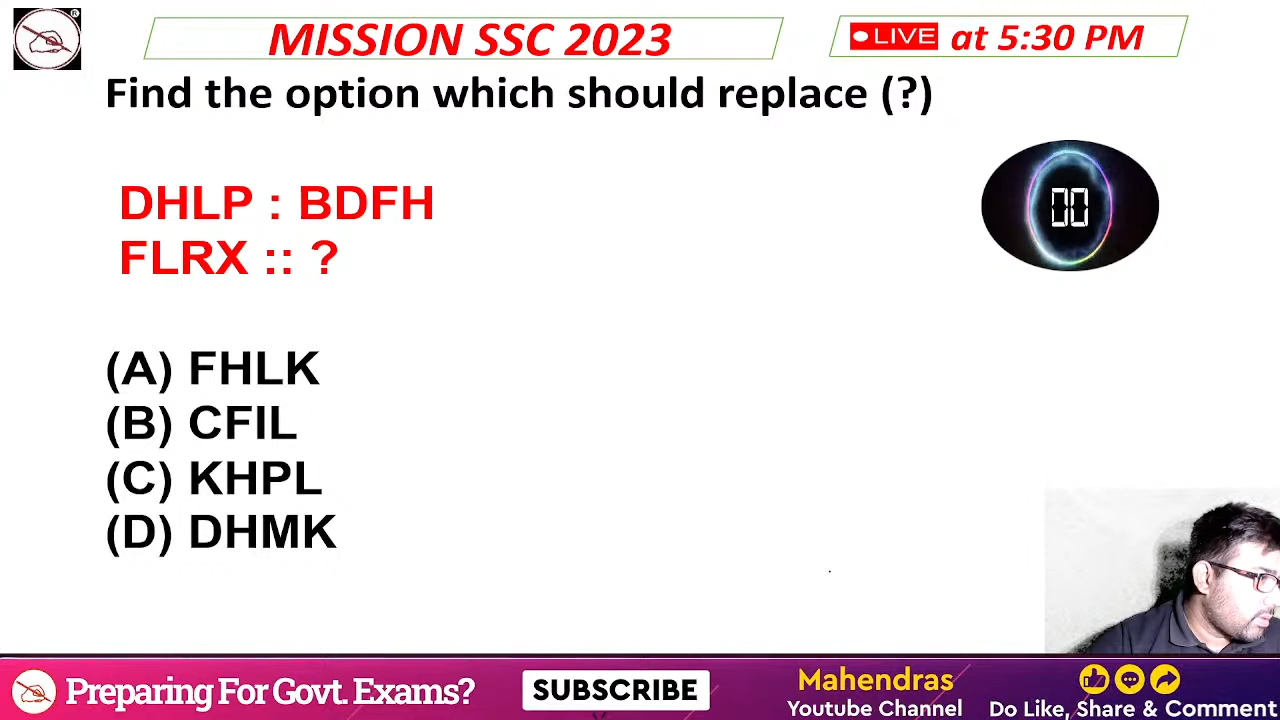 MISSION SSC 2023
LIVE at 5:30 PM
Find the option which should replace (?)
00
DHLP : BDFH
FLRX :: ?
(A) FHLK
(B) CFIL
(C) KHPL
(D) DHMK
Preparing For Govt. Exams?
SUBSCRIBE
Mahendras
Youtube Channel
Do Like, Share & Comment